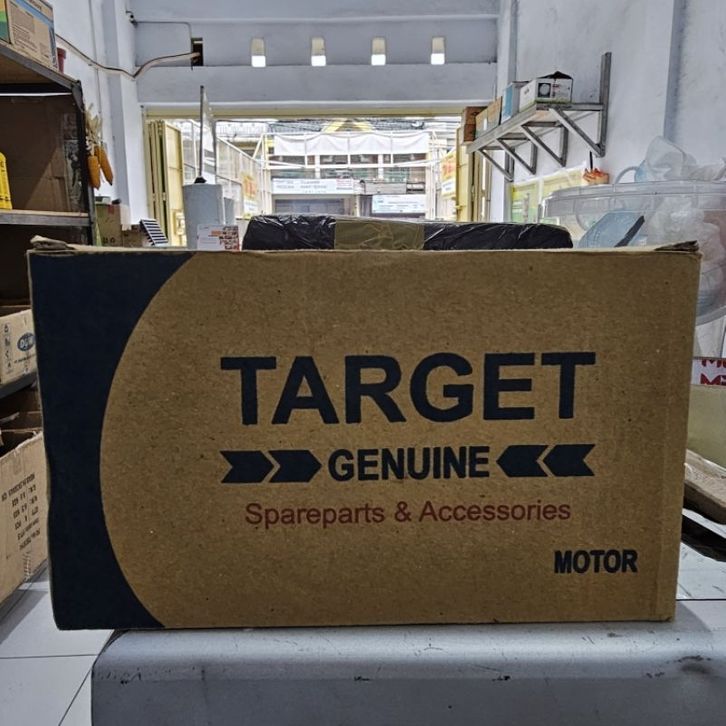 TARGET
GENUINE
Spareparts & Accessories
MOTOR